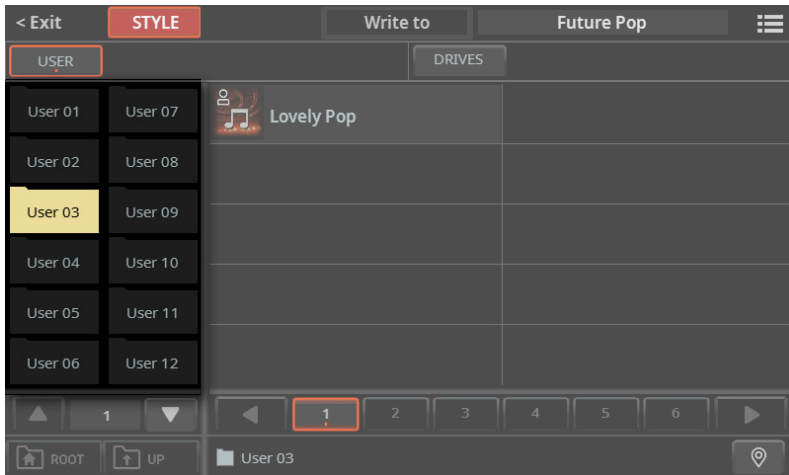 < Exit STYLE Write to Future Pop
USER DRIVES
User 01 User 07 Lovely Pop
User 02 User 08
User 03 User 09
User 04 User 10
User 05 User 11
User 06 User 12
1 1 2 3 4 5 6
ROOT UP User 03